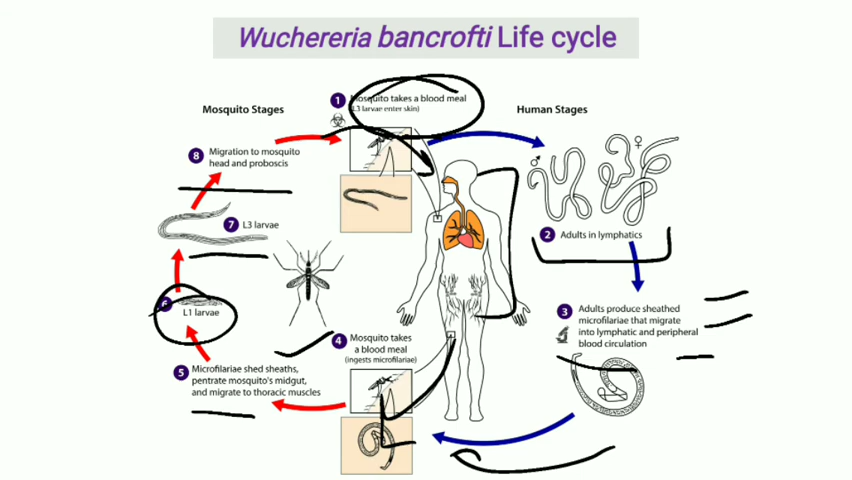 Wuchereria bancrofti Life cycle
Mosquito Stages
Human Stages
1 Mosquito takes a blood meal
L3 larvae enter skin)
8 Migration to mosquito
head and proboscis
7 L3 larvae
♂
♀
2 Adults in lymphatics
3 Adults produce sheathed
microfilariae that migrate
into lymphatic and peripheral
blood circulation
L1 larvae
4 Mosquito takes
a blood meal
(ingests microfilariae)
5 Microfilariae shed sheaths,
pentrate mosquito's midgut,
and migrate to thoracic muscles